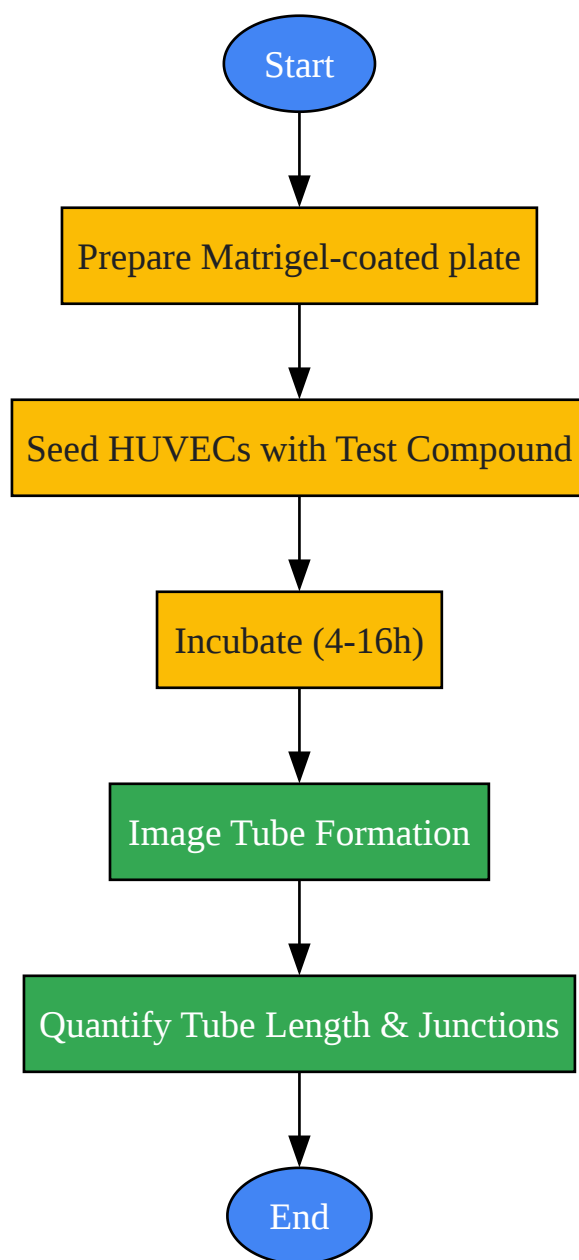 Start
Prepare Matrigel-coated plate
Seed HUVECs with Test Compound
Incubate (4-16h)
Image Tube Formation
Quantify Tube Length & Junctions
End